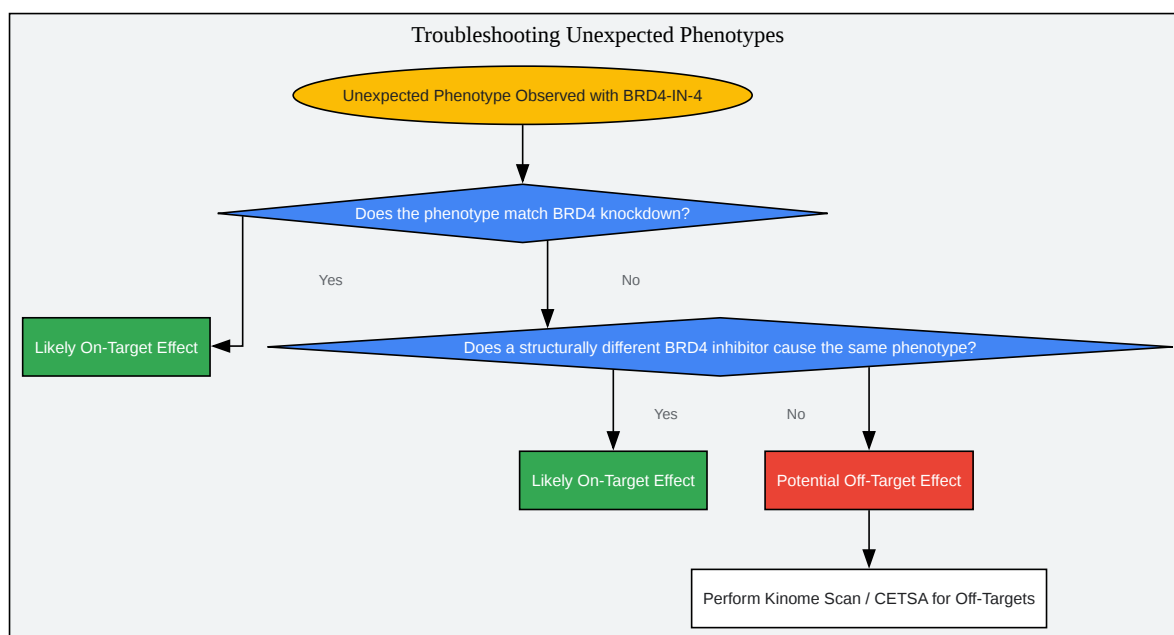 Troubleshooting Unexpected Phenotypes
Unexpected Phenotype Observed with BRD4-IN-4
Does the phenotype match BRD4 knockdown?
Yes
No
Likely On-Target Effect
Does a structurally different BRD4 inhibitor cause the same phenotype?
Yes
No
Likely On-Target Effect
Potential Off-Target Effect
Perform Kinome Scan / CETSA for Off-Targets